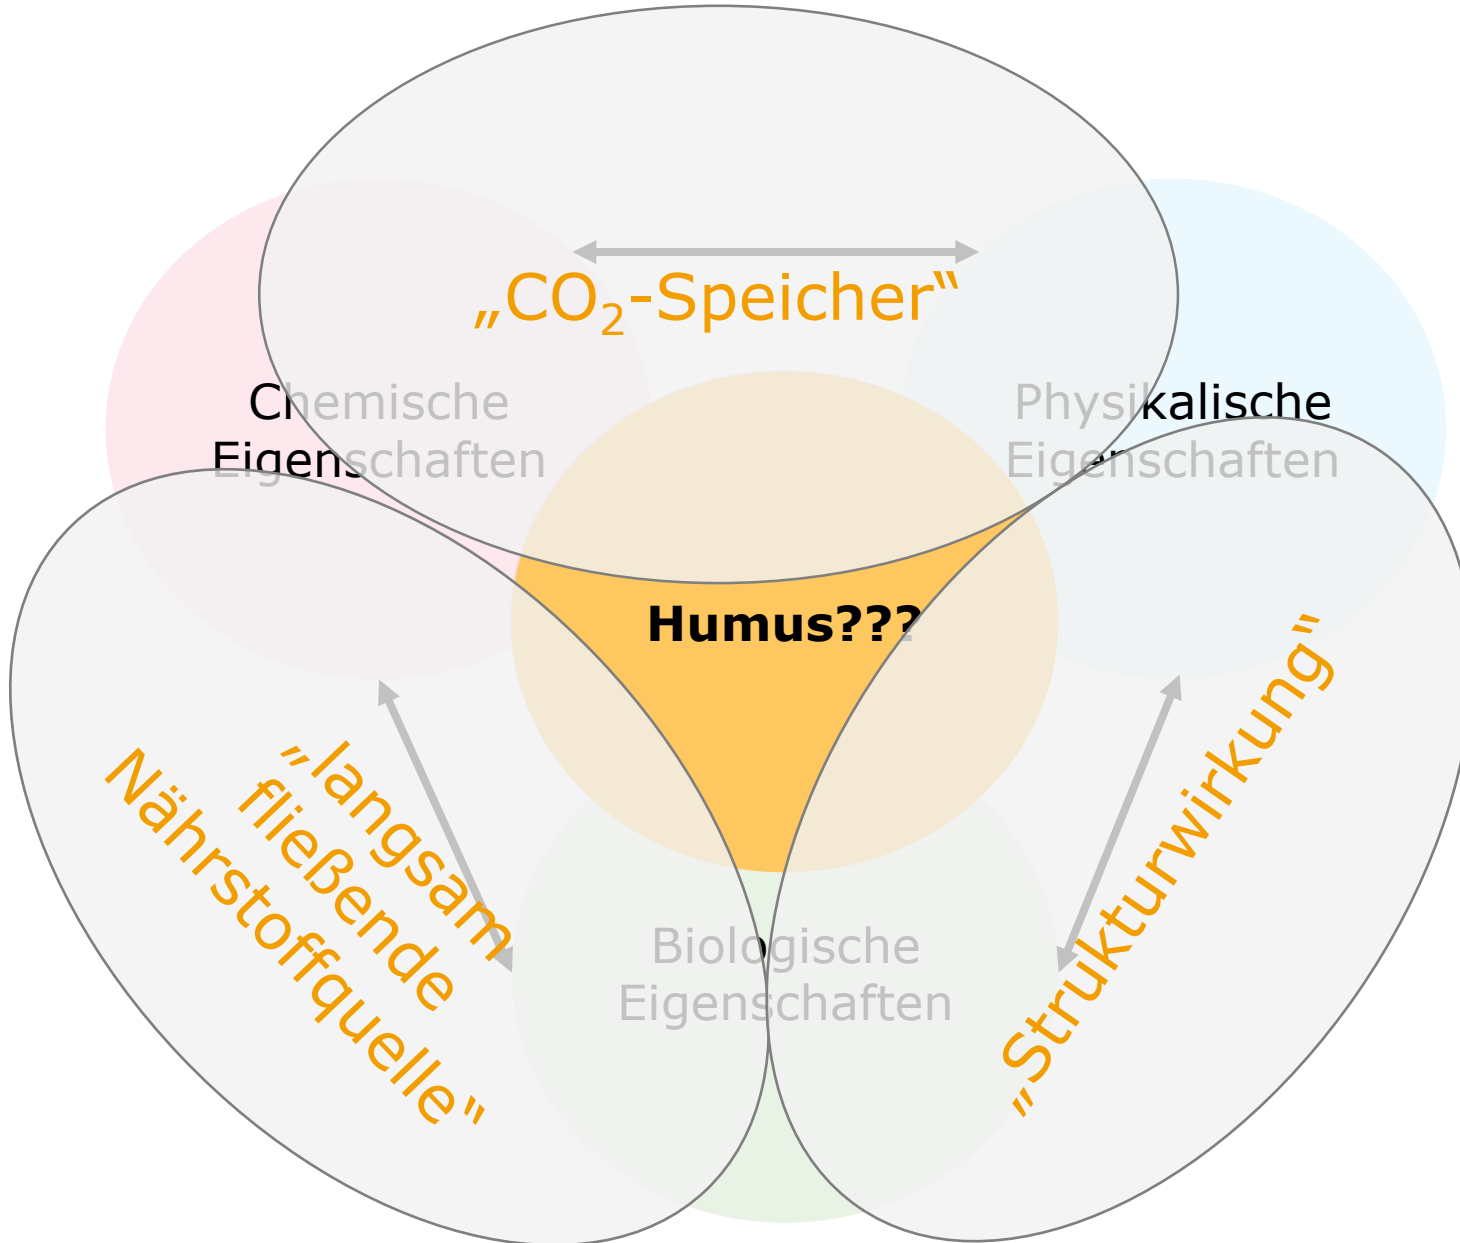 „CO₂-Speicher“
Chemische
Eigenschaften
Physikalische
Eigenschaften
Humus???
„langsam
fließende
Nährstoffquelle“
„Strukturwirkung“
Biologische
Eigenschaften